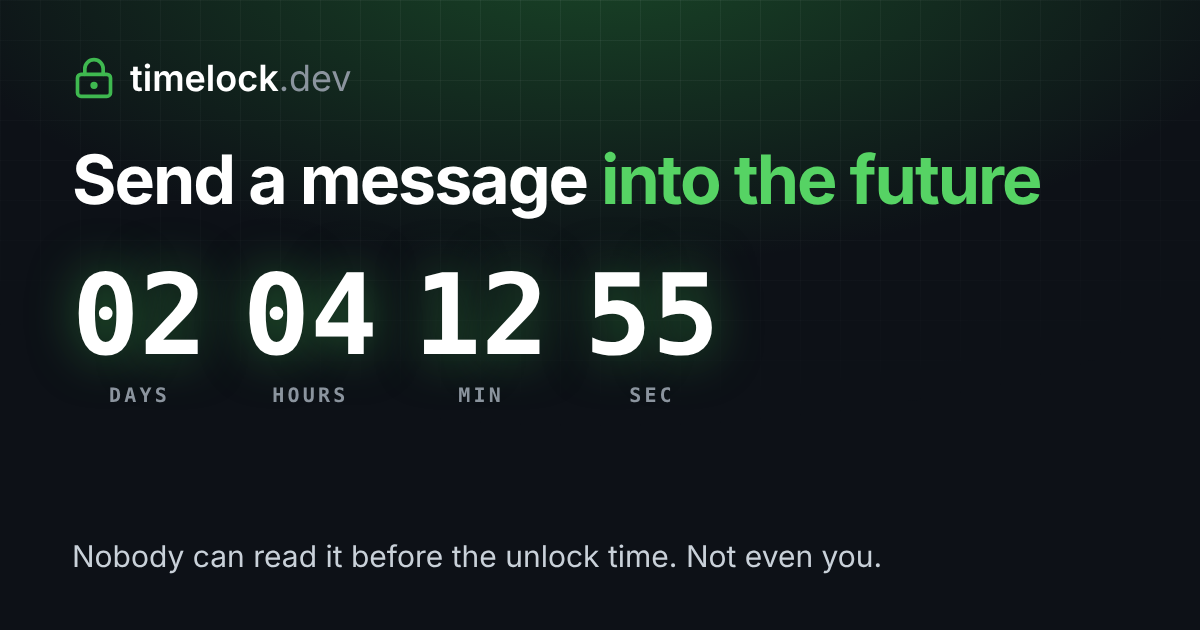 timelock.dev
Send a message into the future
02 04 12 55
DAYS HOURS MIN SEC
Nobody can read it before the unlock time. Not even you.